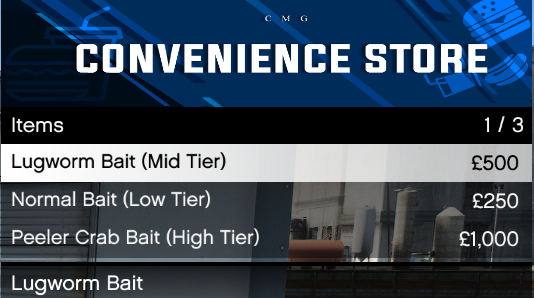 C M G
CONVENIENCE STORE
Items 1 / 3
Lugworm Bait (Mid Tier) £500
Normal Bait (Low Tier) £250
Peeler Crab Bait (High Tier) £1,000
Lugworm Bait